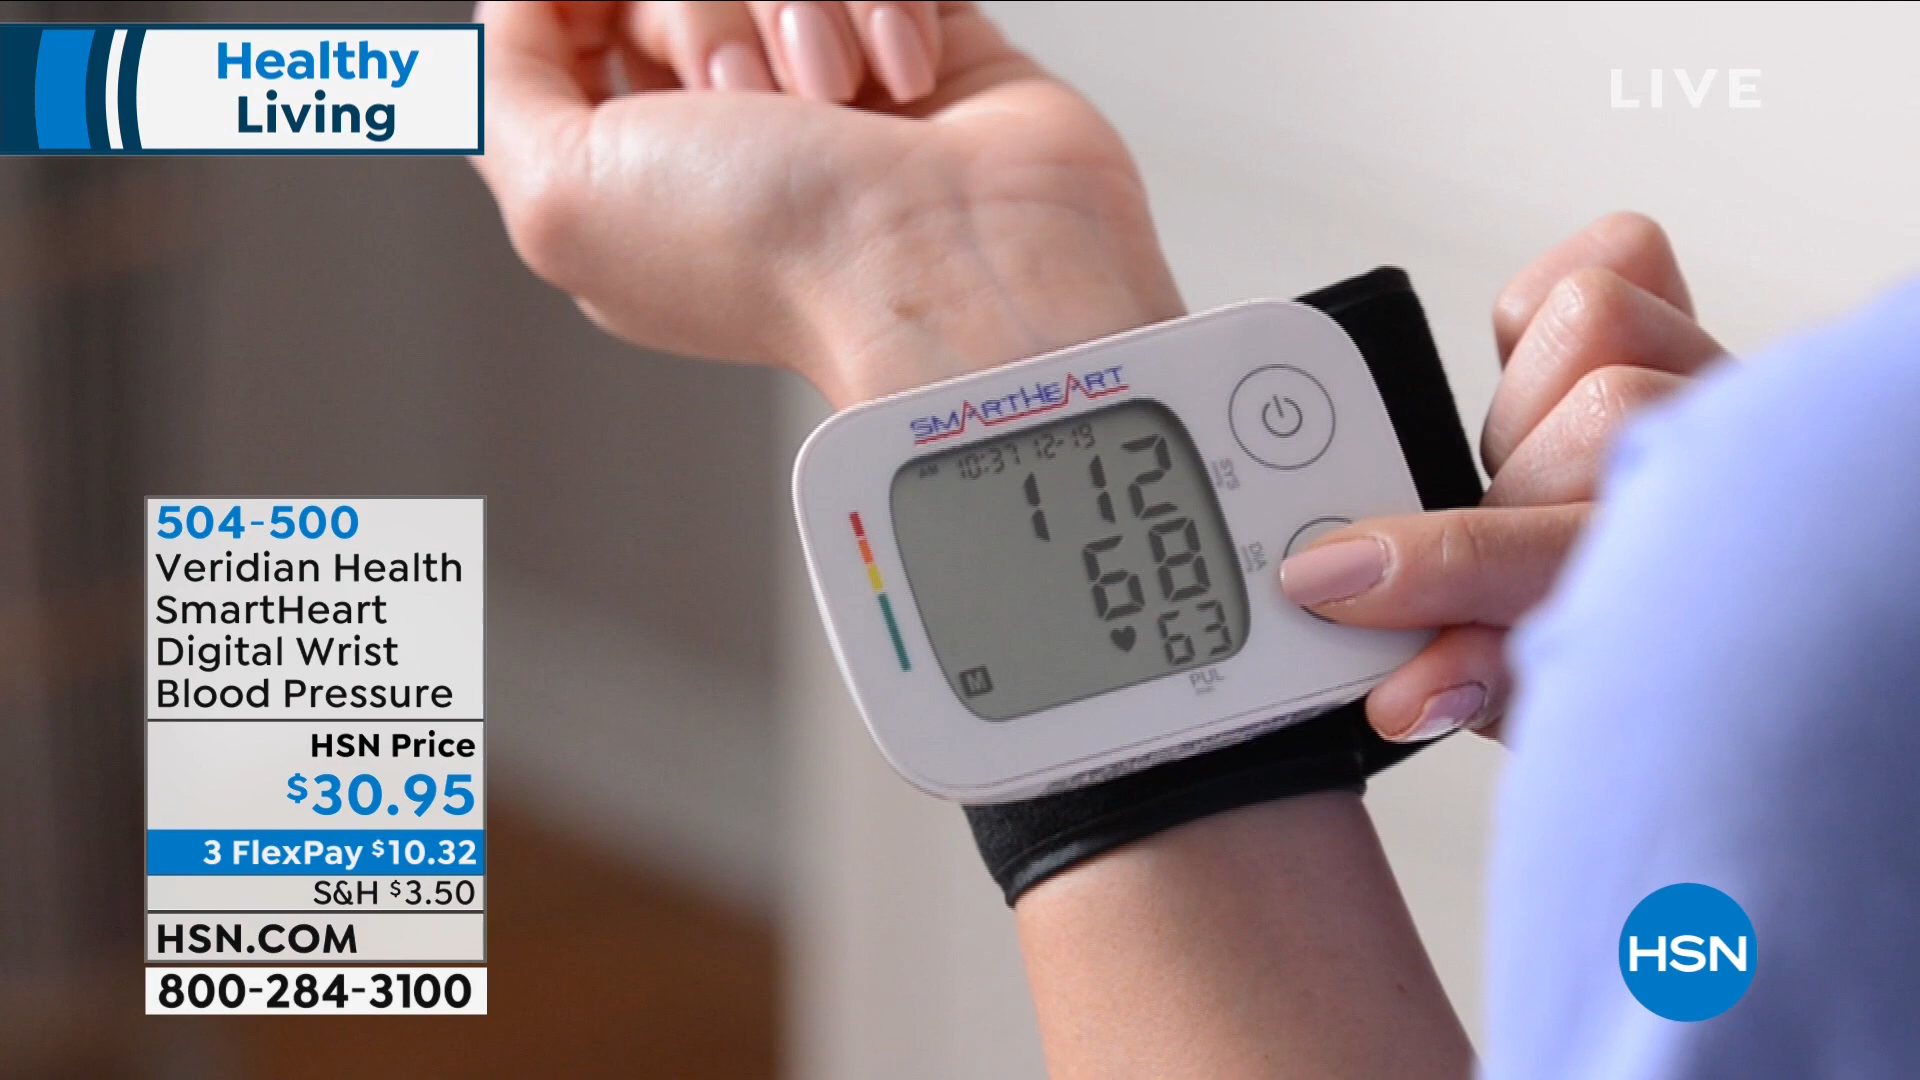 Healthy
Living
LIVE
SMARTHEART
AM 10:37 12-19
112
SYS
68
DIA
63
PUL
M
504-500
Veridian Health
SmartHeart
Digital Wrist
Blood Pressure
HSN Price
$30.95
3 FlexPay $10.32
S&H $3.50
HSN.COM
800-284-3100
HSN